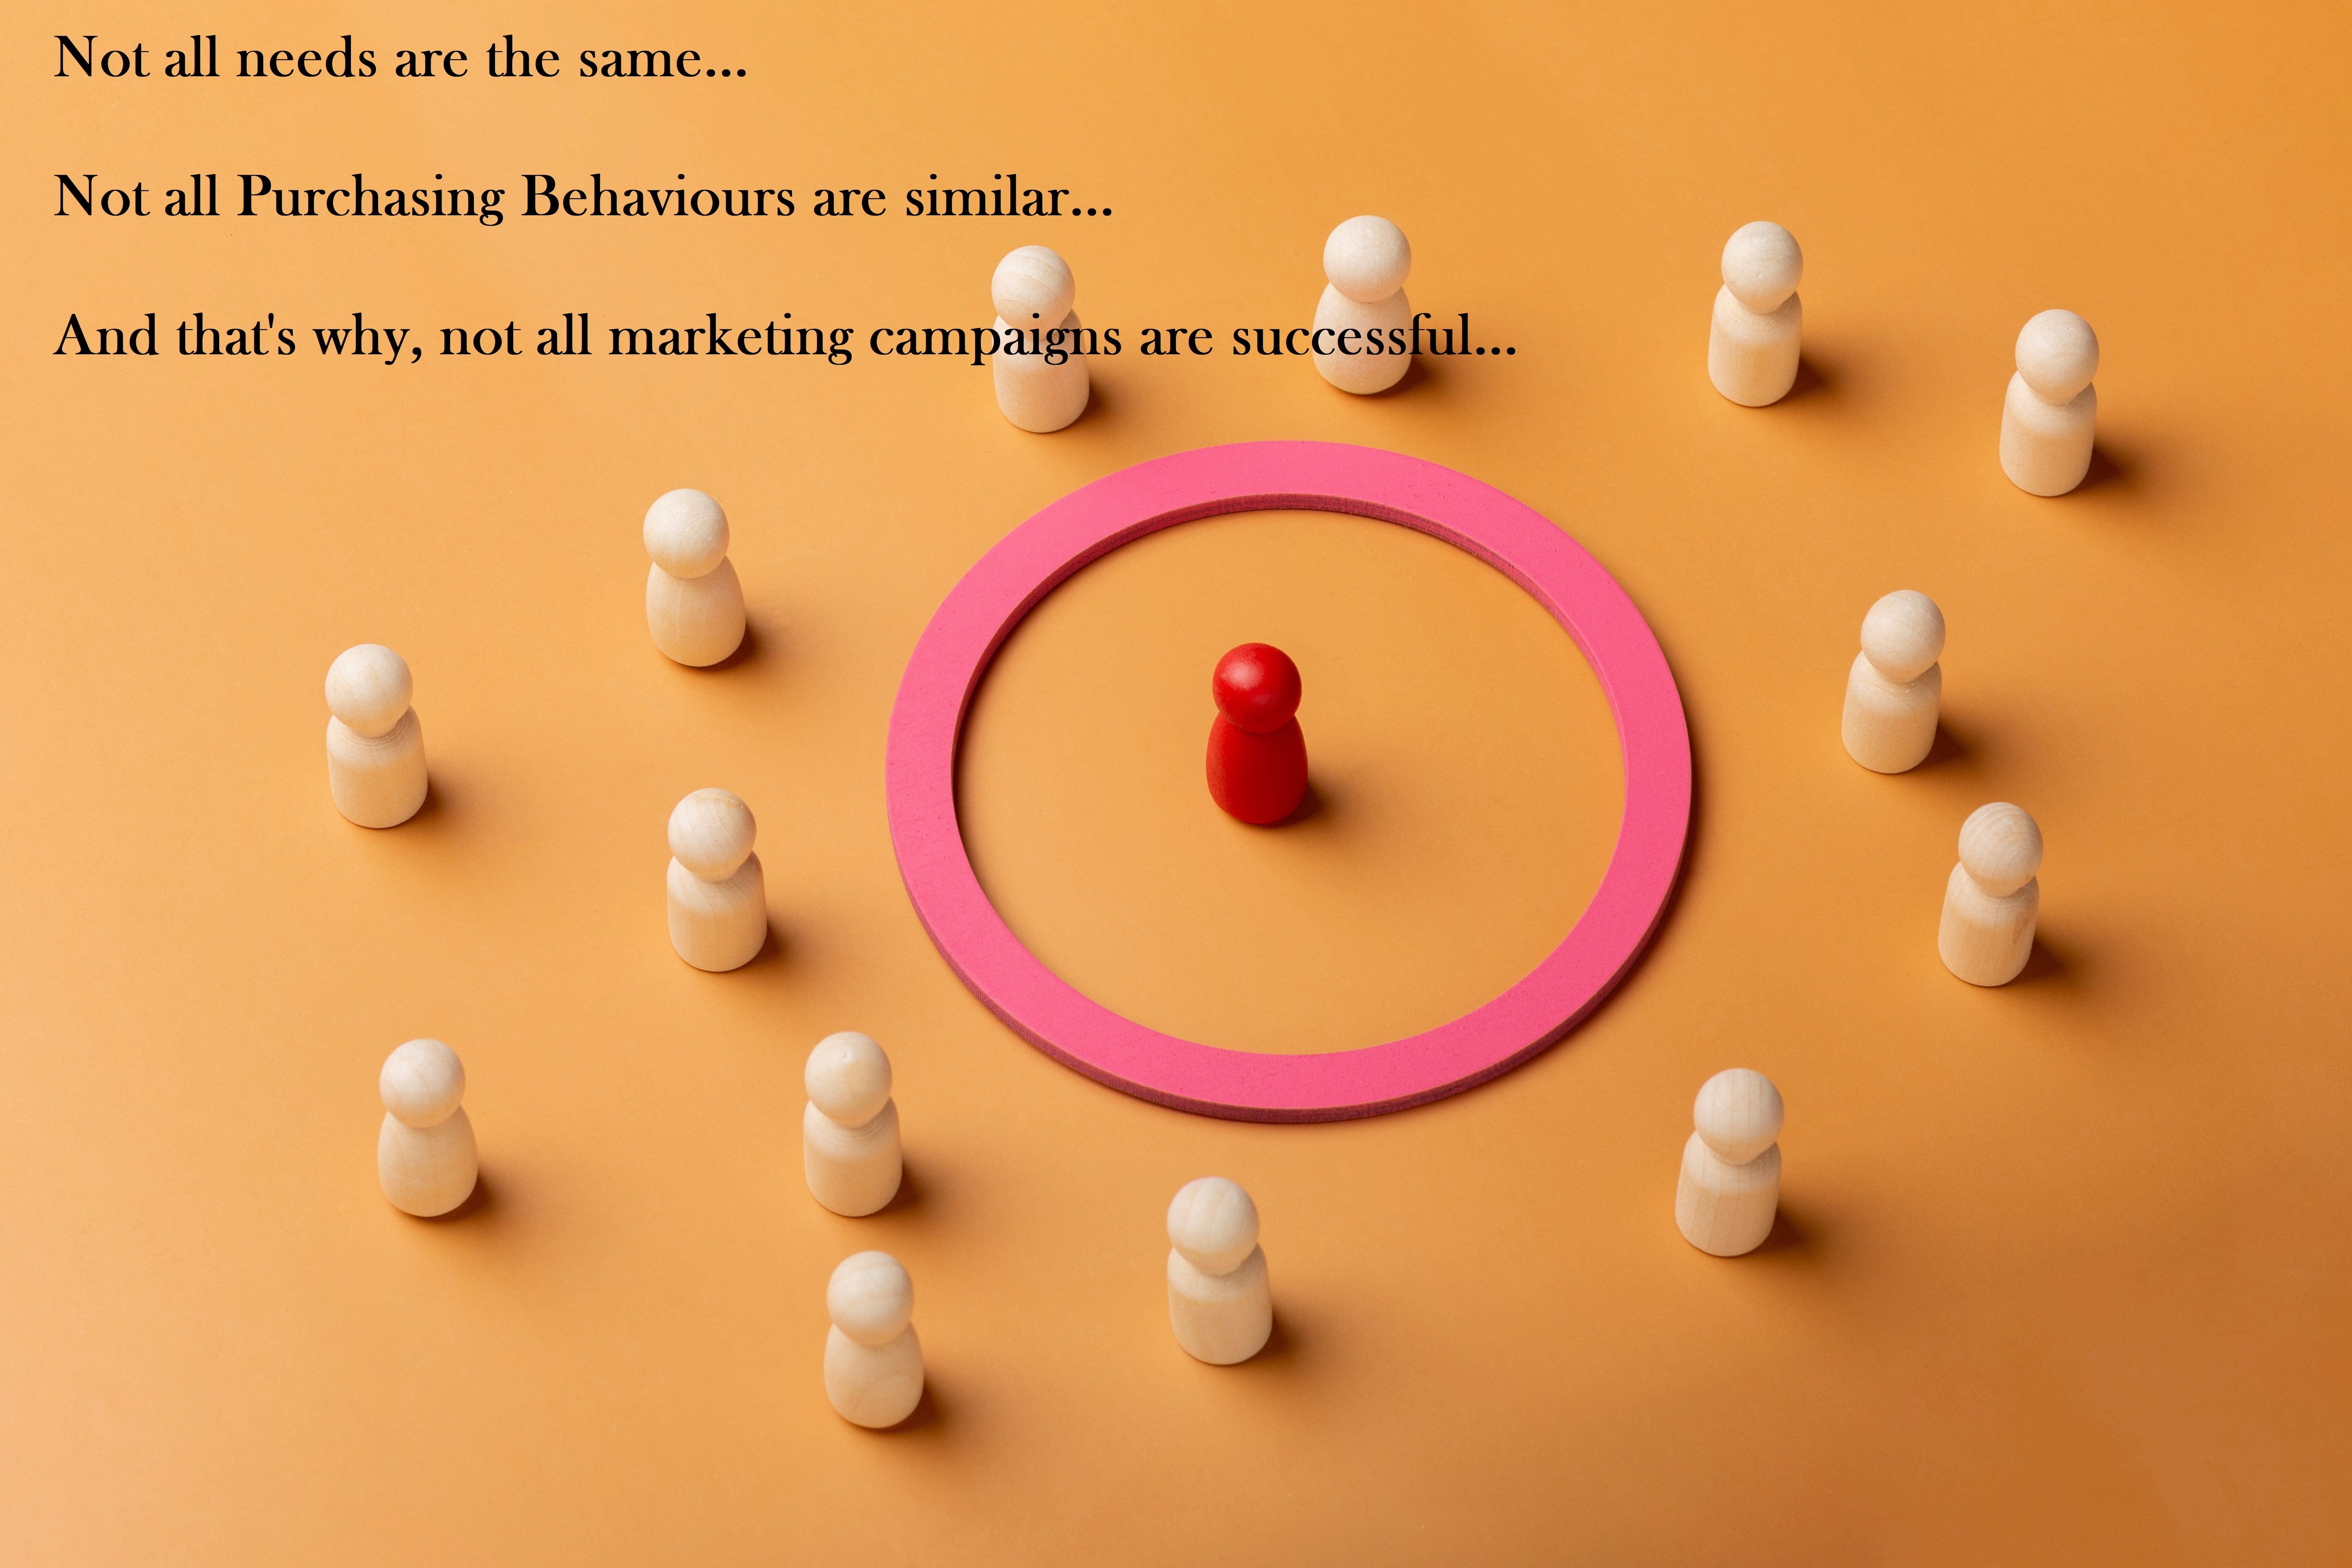 Not all needs are the same...
Not all Purchasing Behaviours are similar...
And that's why, not all marketing campaigns are successful...